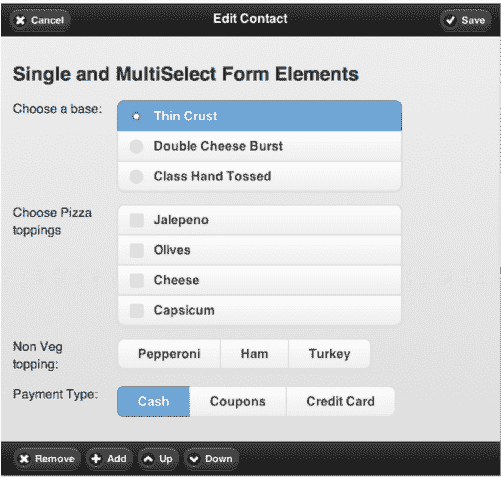 Cancel Edit Contact Save
Single and MultiSelect Form Elements
Choose a base:
Thin Crust
Double Cheese Burst
Class Hand Tossed
Choose Pizza
toppings
Jalepeno
Olives
Cheese
Capsicum
Non Veg
topping:
Pepperoni Ham Turkey
Payment Type:
Cash Coupons Credit Card
Remove Add Up Down